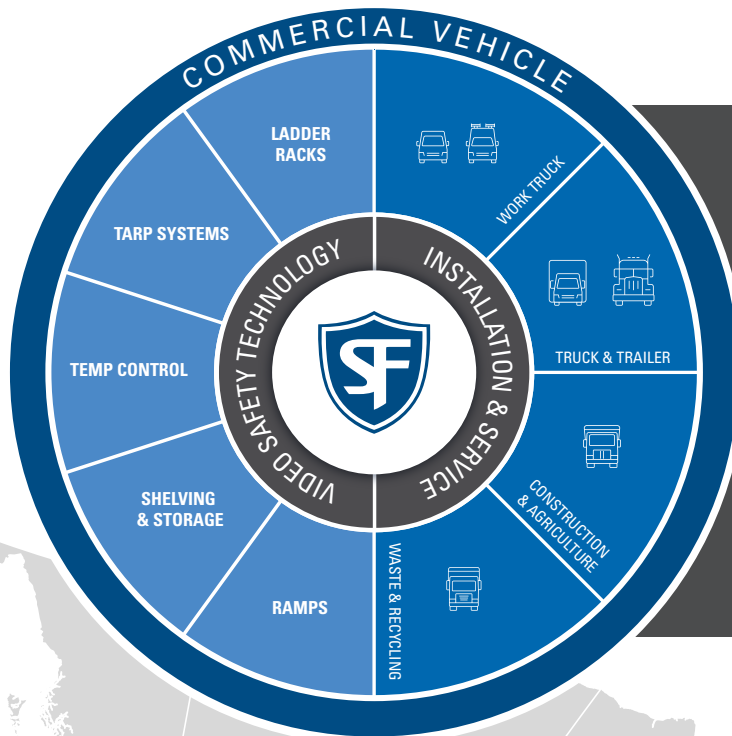 COMMERCIAL VEHICLE
LADDER
RACKS
TARP SYSTEMS
TEMP CONTROL
SHELVING
& STORAGE
RAMPS
WORK TRUCK
TRUCK & TRAILER
CONSTRUCTION
& AGRICULTURE
WASTE & RECYCLING
VIDEO SAFETY TECHNOLOGY
INSTALLATION & SERVICE
SF